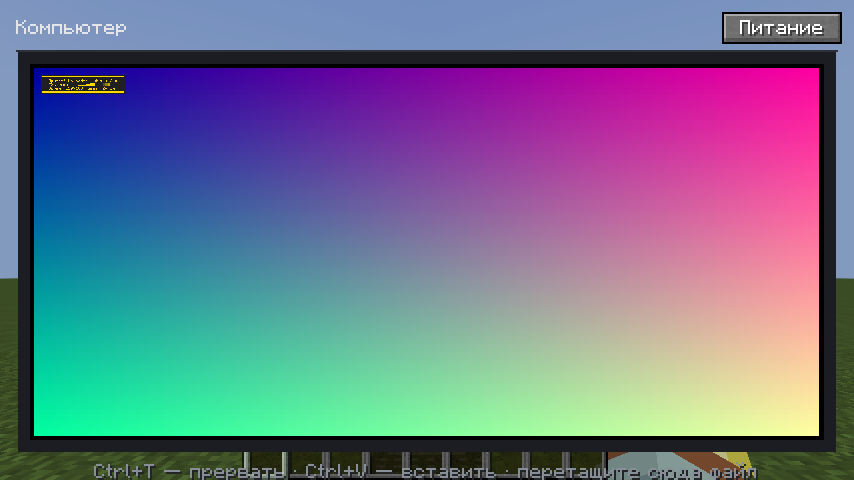 Компьютер
Питание
Ctrl+T — прервать · Ctrl+V — вставить · перетащите сюда файл